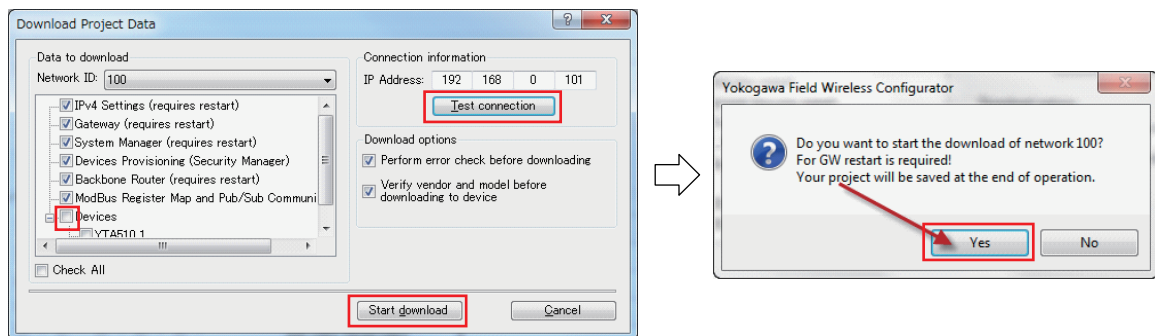 Download Project Data
Data to download
Network ID: 100
IPv4 Settings (requires restart)
Gateway (requires restart)
System Manager (requires restart)
Devices Provisioning (Security Manager)
Backbone Router (requires restart)
ModBus Register Map and Pub/Sub Communi
Devices
YTA510 1
Check All
Connection information
IP Address: 192 168 0 101
Test connection
Download options
Perform error check before downloading
Verify vendor and model before
downloading to device
Start download
Cancel
Yokogawa Field Wireless Configurator
Do you want to start the download of network 100?
For GW restart is required!
Your project will be saved at the end of operation.
Yes
No